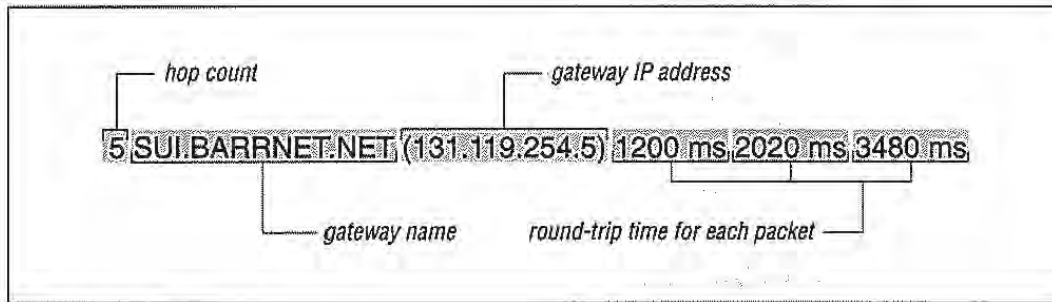 hop count
gateway IP address
5 SUI.BARRNET.NET (131.119.254.5) 1200 ms 2020 ms 3480 ms
gateway name
round-trip time for each packet